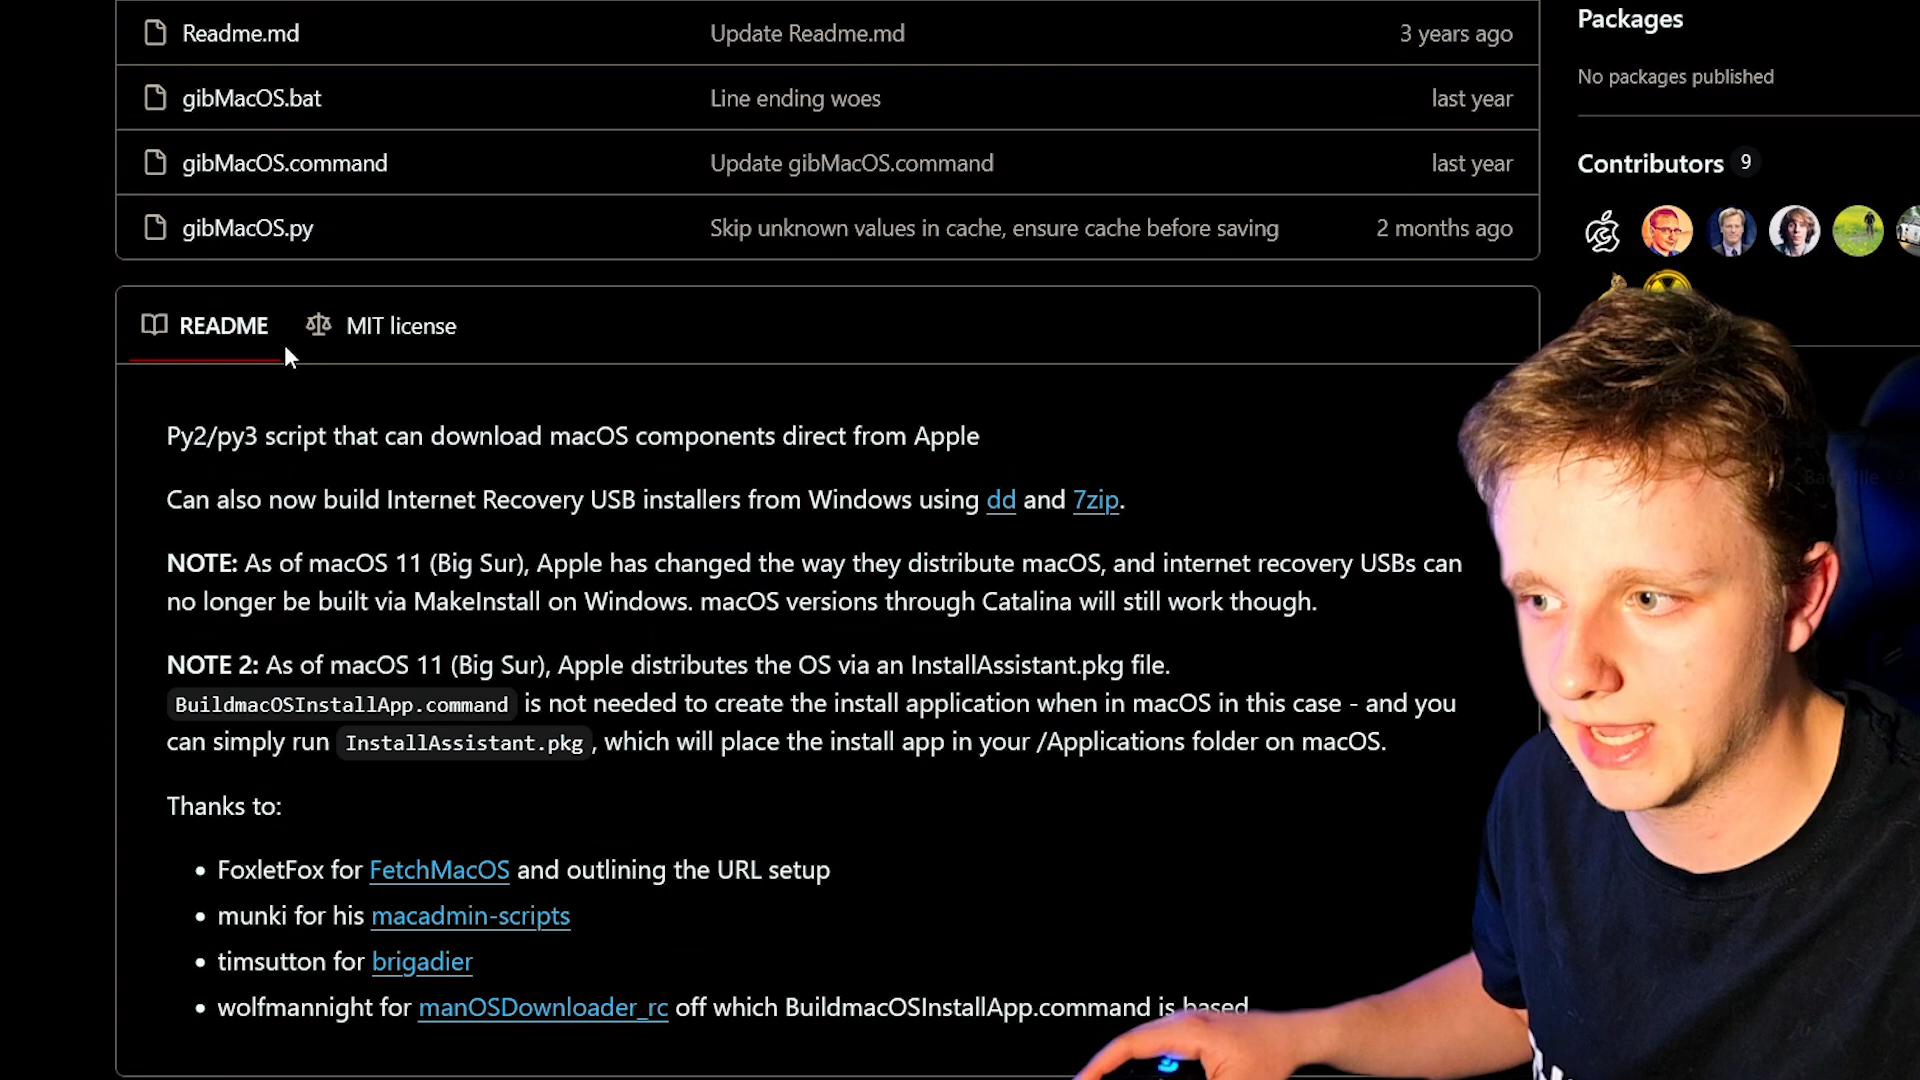 Readme.md Update Readme.md 3 years ago
gibMacOS.bat Line ending woes last year
gibMacOS.command Update gibMacOS.command last year
gibMacOS.py Skip unknown values in cache, ensure cache before saving 2 months ago
README MIT license
Py2/py3 script that can download macOS components direct from Apple
Can also now build Internet Recovery USB installers from Windows using dd and 7zip.
NOTE: As of macOS 11 (Big Sur), Apple has changed the way they distribute macOS, and internet recovery USBs can
no longer be built via MakeInstall on Windows. macOS versions through Catalina will still work though.
NOTE 2: As of macOS 11 (Big Sur), Apple distributes the OS via an InstallAssistant.pkg file.
BuildmacOSInstallApp.command is not needed to create the install application when in macOS in this case - and you
can simply run InstallAssistant.pkg, which will place the install app in your /Applications folder on macOS.
Thanks to:
• FoxletFox for FetchMacOS and outlining the URL setup
• munki for his macadmin-scripts
• timsutton for brigadier
• wolfmannight for manOSDownloader_rc off which BuildmacOSInstallApp.command is based
Packages
No packages published
Contributors 9